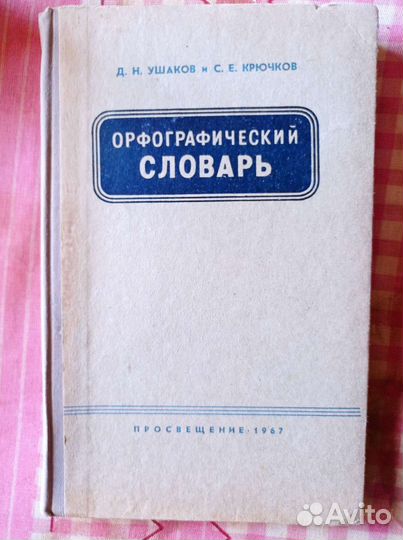 Д. Н. УШАКОВ и С. Е. КРЮЧКОВ
ОРФОГРАФИЧЕСКИЙ
СЛОВАРЬ
ПРОСВЕЩЕНИЕ · 1967
Avito